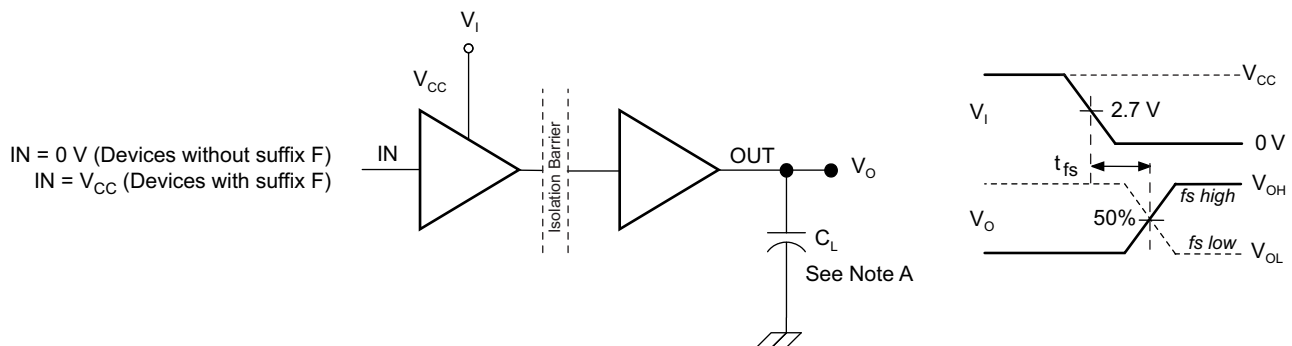 V_I
V_CC
IN = 0 V (Devices without suffix F)
IN = V_CC (Devices with suffix F)
IN
Isolation Barrier
OUT
V_O
C_L
See Note A
V_I
V_CC
2.7 V
0 V
t_fs
V_O
50%
fs high
V_OH
fs low
V_OL